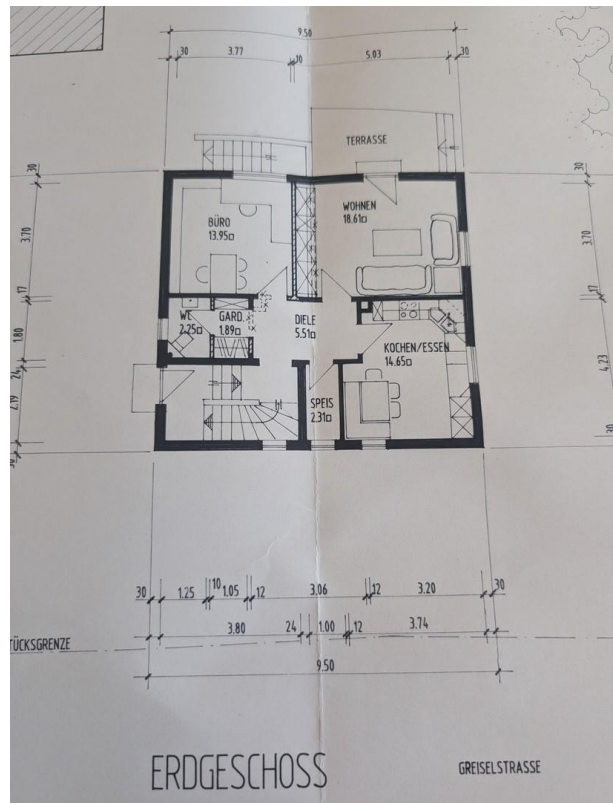 9.50
30 3.77 10 5.03 30
TERRASSE
30 30
BÜRO
13.95□
WOHNEN
18.61□
3.70 3.70
17 17
WC
2.25□
GARD.
1.89□
DIELE
5.51□
KOCHEN/ESSEN
14.65□
1.80
24
2.19
4.23
SPEIS
2.31□
30 30
30 1.25 10 1.05 12 3.06 12 3.20 30
3.80 24 1.00 12 3.74
TÜCKSGRENZE
9.50
ERDGESCHOSS
GREISELSTRASSE